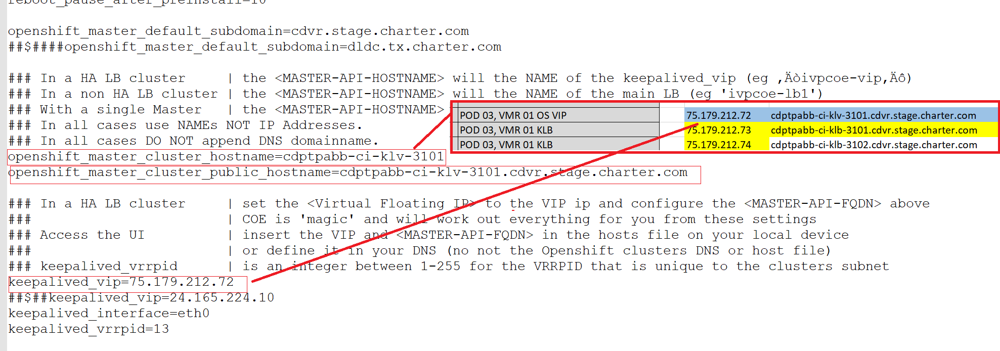 reboot_pause_after_preinstall=10
openshift_master_default_subdomain=cdvr.stage.charter.com
##$####openshift_master_default_subdomain=dldc.tx.charter.com
### In a HA LB cluster | the <MASTER-API-HOSTNAME> will the NAME of the keepalived_vip (eg ‚Äòivpcoe-vip‚Äô)
### In a non HA LB cluster | the <MASTER-API-HOSTNAME> will the NAME of the main LB (eg 'ivpcoe-lb1')
### With a single Master | the <MASTER-API-HOSTNAME>
### In all cases use NAMEs NOT IP Addresses.
### In all cases DO NOT append DNS domainname.
POD 03, VMR 01 OS VIP 75.179.212.72 cdptpabb-ci-klv-3101.cdvr.stage.charter.com
POD 03, VMR 01 KLB 75.179.212.73 cdptpabb-ci-klb-3101.cdvr.stage.charter.com
POD 03, VMR 01 KLB 75.179.212.74 cdptpabb-ci-klb-3102.cdvr.stage.charter.com
openshift_master_cluster_hostname=cdptpabb-ci-klv-3101
openshift_master_cluster_public_hostname=cdptpabb-ci-klv-3101.cdvr.stage.charter.com
### In a HA LB cluster | set the <Virtual Floating IP> to the VIP ip and configure the <MASTER-API-FQDN> above
### | COE is 'magic' and will work out everything for you from these settings
### Access the UI | insert the VIP and <MASTER-API-FQDN> in the hosts file on your local device
### | or define it in your DNS (no not the Openshift clusters DNS or host file)
### keepalived_vrrpid | is an integer between 1-255 for the VRRPID that is unique to the clusters subnet
keepalived_vip=75.179.212.72
##$##keepalived_vip=24.165.224.10
keepalived_interface=eth0
keepalived_vrrpid=13